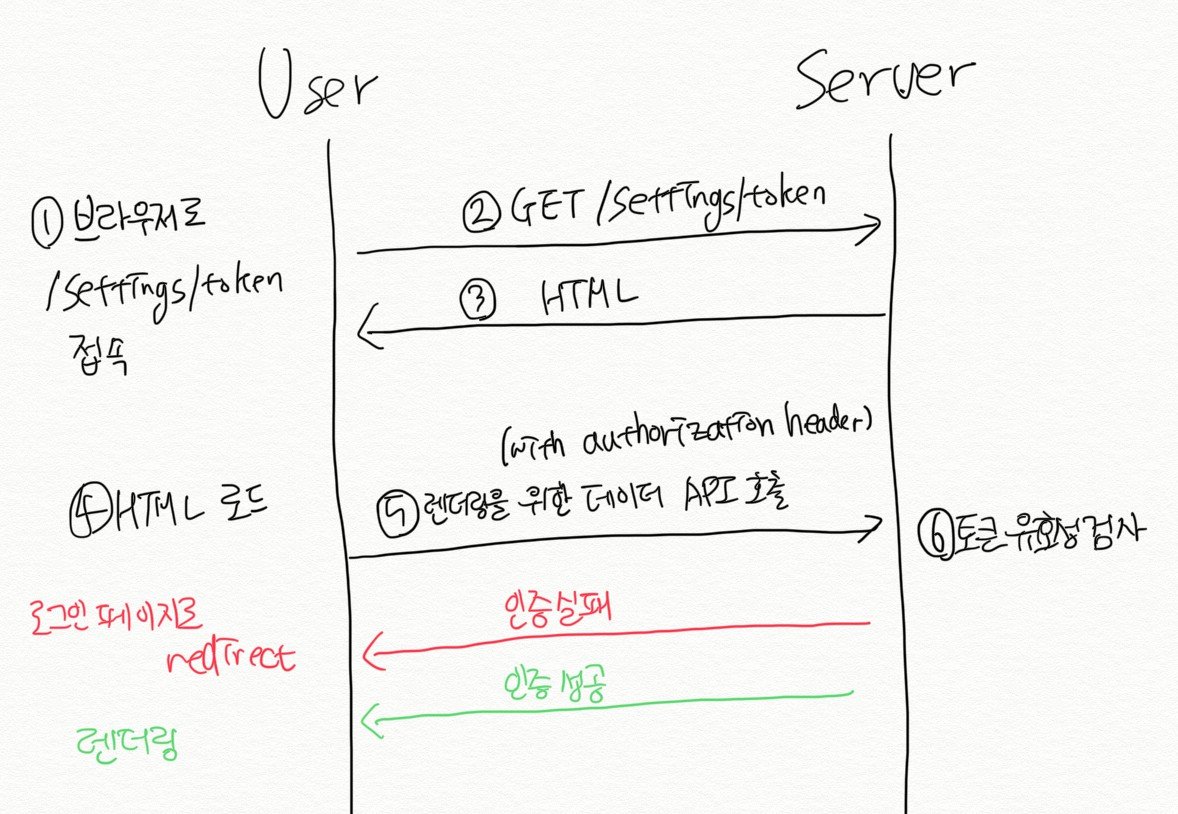 User
Server
① 브라우저로
/settings/token
접속
② GET /settings/token
③ HTML
④ HTML 로드
(with authorization header)
⑤ 렌더링을 위한 데이터 API 호출
⑥ 토큰 유효성 검사
로그인 페이지로
redirect
인증실패
인증성공
렌더링